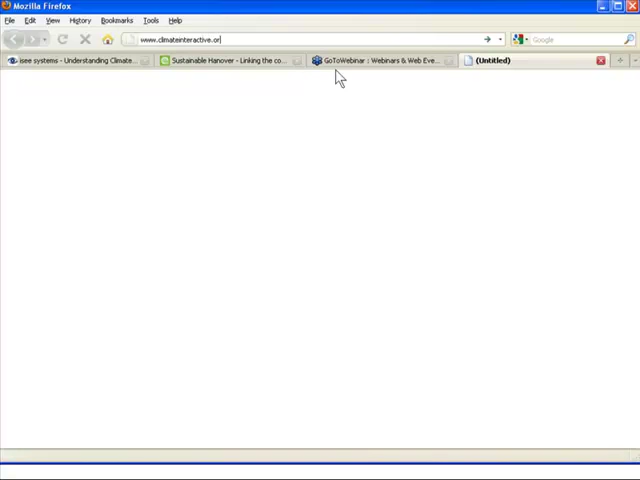 Mozilla Firefox
File Edit View History Bookmarks Tools Help
www.climateinteractive.or
Google
isee systems - Understanding Climate... Sustainable Hanover - Linking the co... GoToWebinar : Webinars & Web Eve... (Untitled)